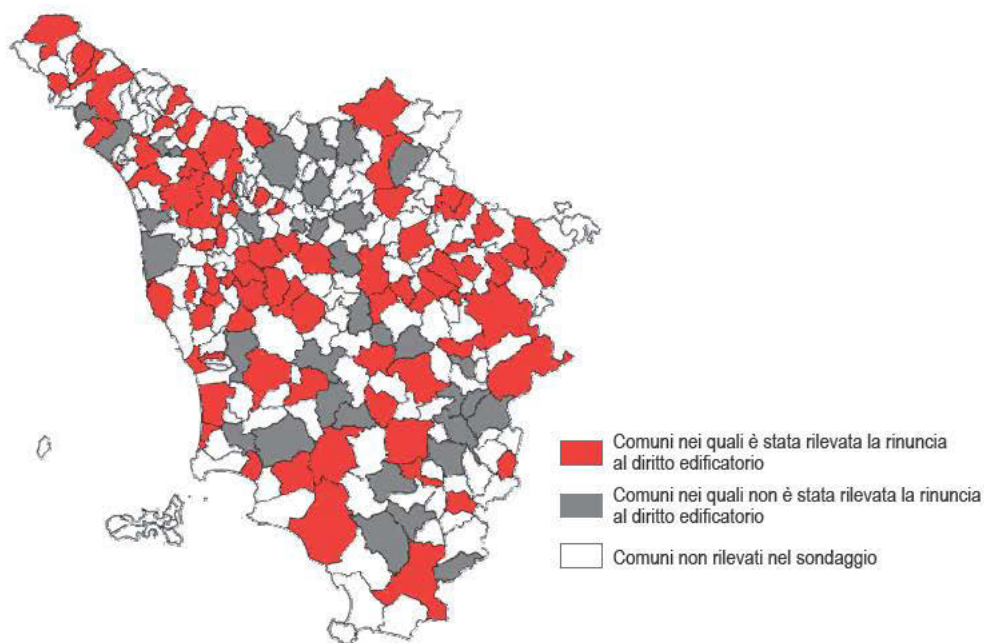 Comuni nei quali è stata rilevata la rinuncia
al diritto edificatorio
Comuni nei quali non è stata rilevata la rinuncia
al diritto edificatorio
Comuni non rilevati nel sondaggio